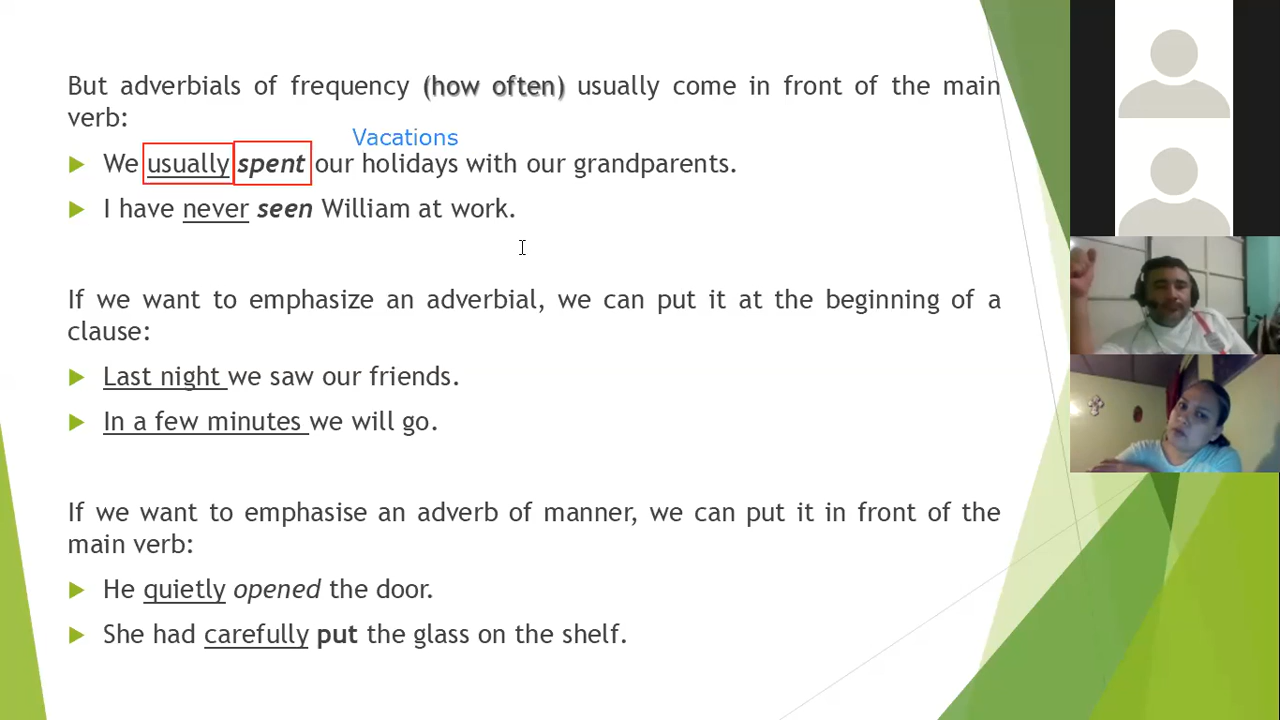 But adverbials of frequency (how often) usually come in front of the main
verb:
Vacations
We usually spent our holidays with our grandparents.
I have never seen William at work.
If we want to emphasize an adverbial, we can put it at the beginning of a
clause:
Last night we saw our friends.
In a few minutes we will go.
If we want to emphasise an adverb of manner, we can put it in front of the
main verb:
He quietly opened the door.
She had carefully put the glass on the shelf.